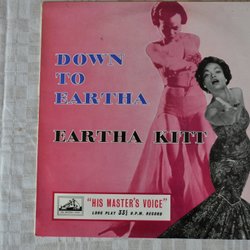 DOWN
TO
EARTHA
EARTHA KITT
"HIS MASTER'S VOICE"
LONG PLAY 33⅓ R.P.M. RECORD